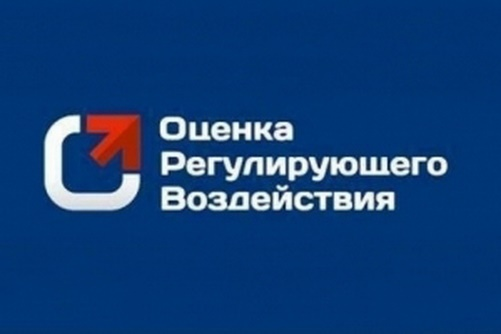 Оценка
Регулирующего
Воздействия